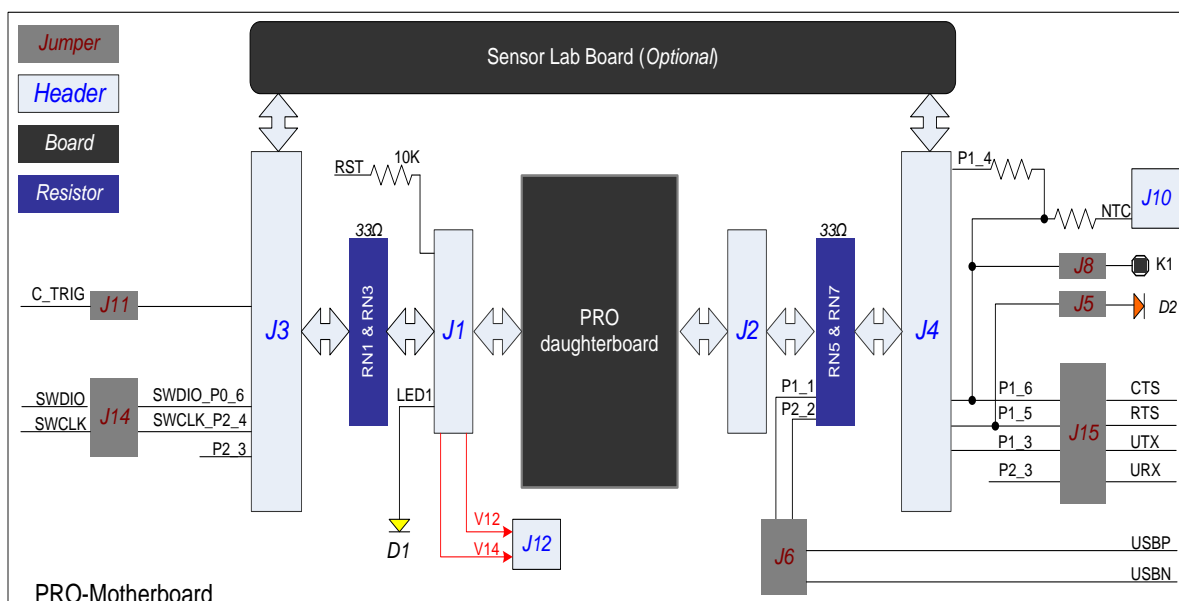 Jumper
Header
Board
Resistor
Sensor Lab Board (Optional)
RST
10K
P1_4
NTC
J10
33Ω
33Ω
J8
K1
J5
D2
C_TRIG
J11
J3
RN1 & RN3
J1
PRO
daughterboard
J2
RN5 & RN7
J4
LED1
P1_1
P2_2
SWDIO
SWCLK
J14
SWDIO_P0_6
SWCLK_P2_4
P2_3
P1_6
P1_5
P1_3
P2_3
J15
CTS
RTS
UTX
URX
D1
V12
V14
J12
J6
USBP
USBN
PRO-Motherboard